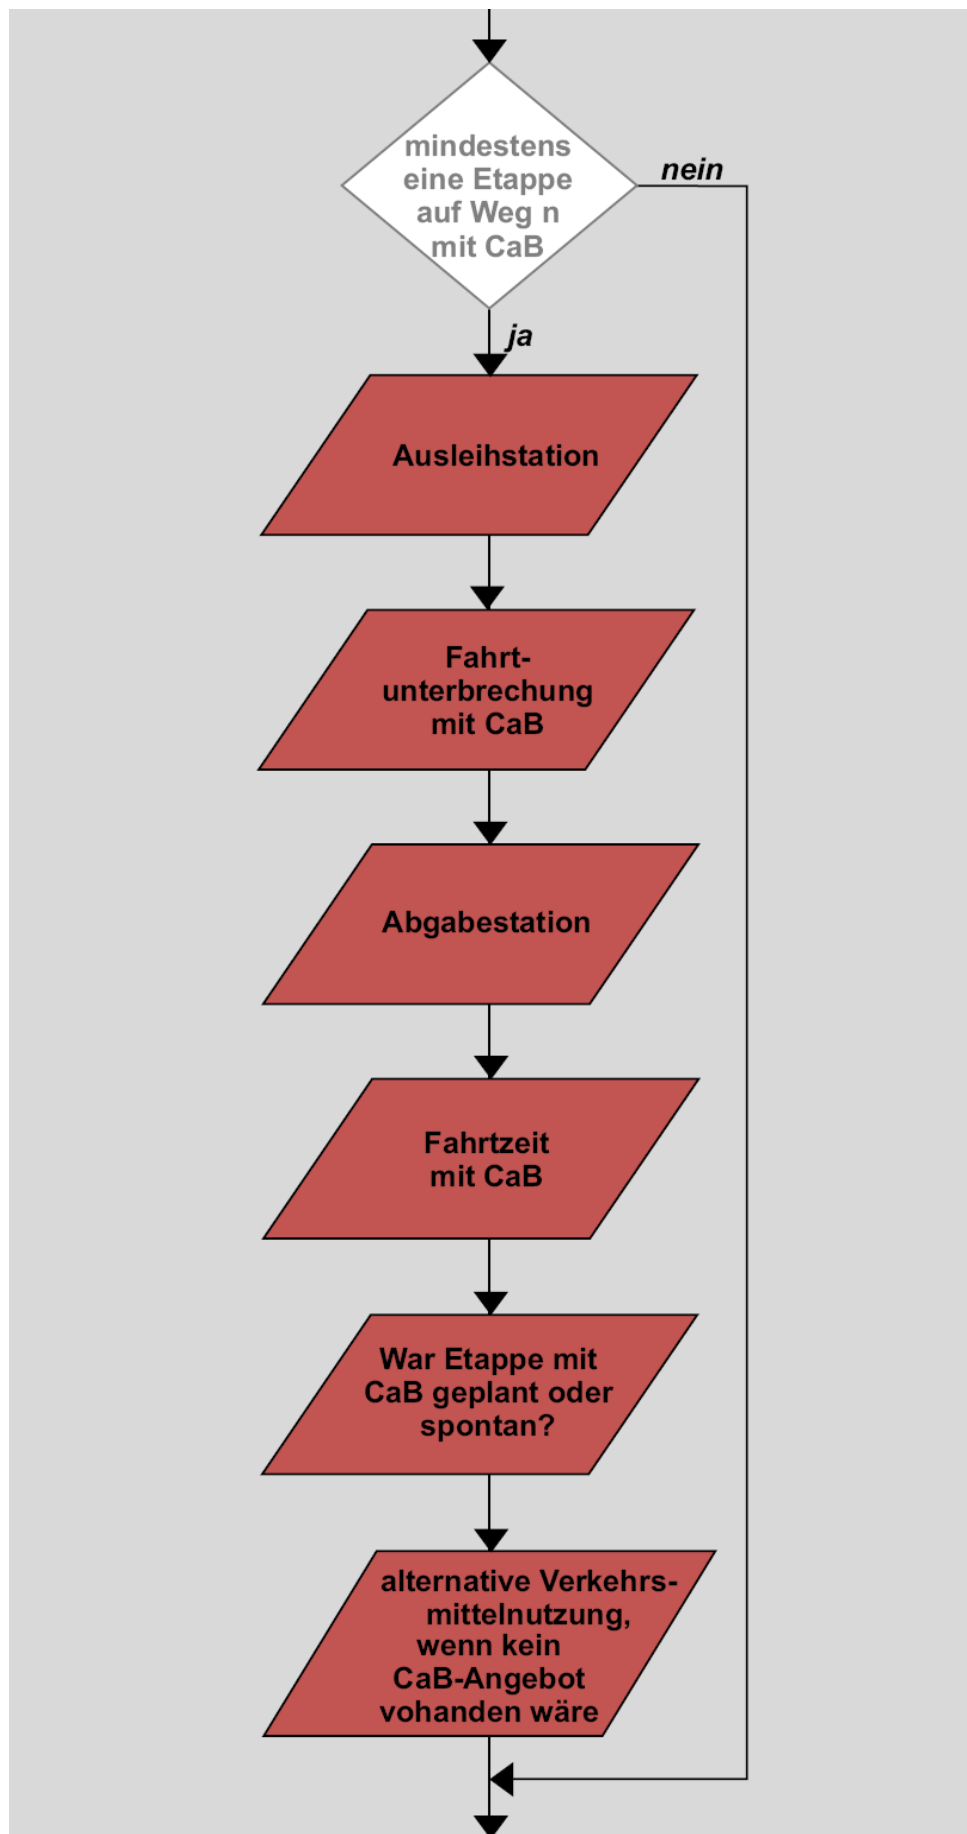 mindestens
eine Etappe
auf Weg n
mit CaB
nein
ja
Ausleihstation
Fahrt-
unterbrechung
mit CaB
Abgabestation
Fahrtzeit
mit CaB
War Etappe mit
CaB geplant oder
spontan?
alternative Verkehrs-
mittelnutzung,
wenn kein
CaB-Angebot
vohanden wäre